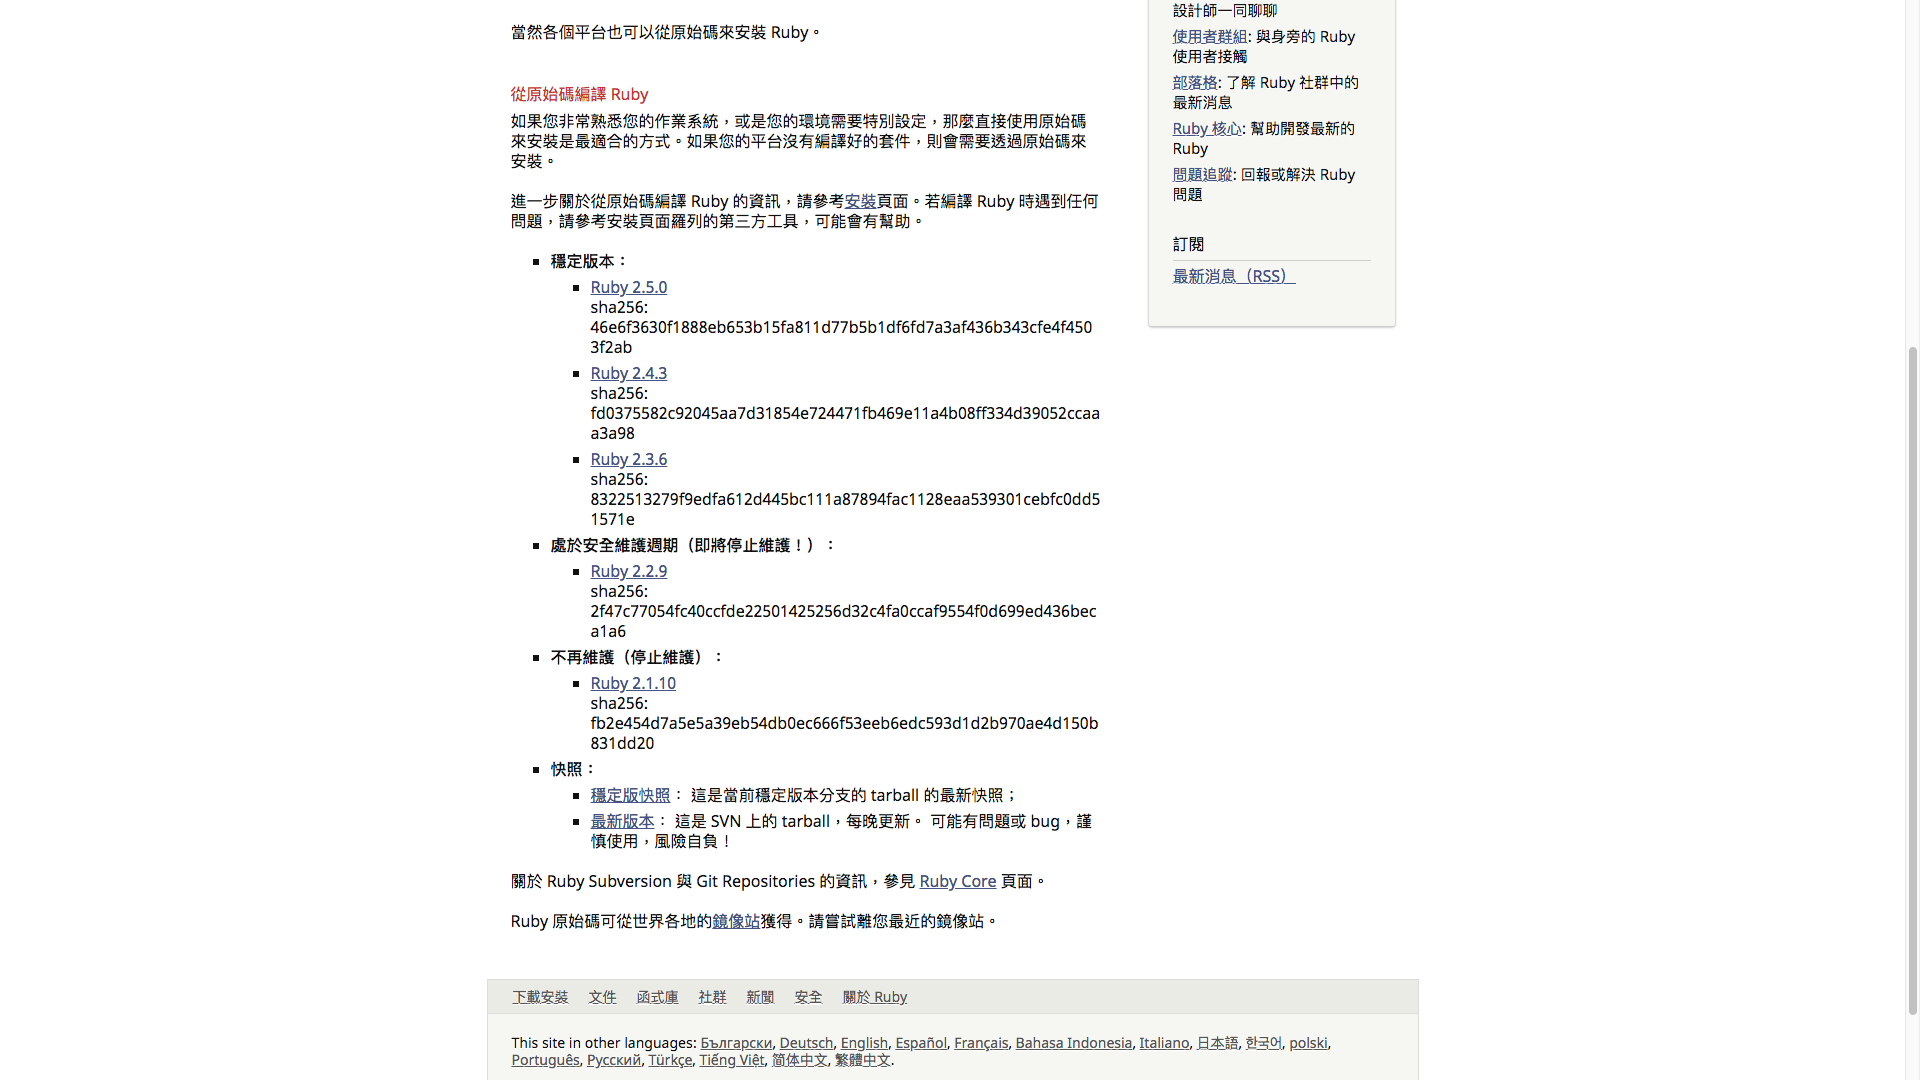 當然各個平台也可以從原始碼來安裝 Ruby。
從原始碼編譯 Ruby
如果您非常熟悉您的作業系統，或是您的環境需要特別設定，那麼直接使用原始碼
來安裝是最適合的方式。如果您的平台沒有編譯好的套件，則會需要透過原始碼來
安裝。
進一步關於從原始碼編譯 Ruby 的資訊，請參考安裝頁面。若編譯 Ruby 時遇到任何
問題，請參考安裝頁面羅列的第三方工具，可能會有幫助。
穩定版本：
Ruby 2.5.0
sha256:
46e6f3630f1888eb653b15fa811d77b5b1df6fd7a3af436b343cfe4f450
3f2ab
Ruby 2.4.3
sha256:
fd0375582c92045aa7d31854e724471fb469e11a4b08ff334d39052ccaa
a3a98
Ruby 2.3.6
sha256:
8322513279f9edfa612d445bc111a87894fac1128eaa539301cebfc0dd5
1571e
處於安全維護週期（即將停止維護！）：
Ruby 2.2.9
sha256:
2f47c77054fc40ccfde22501425256d32c4fa0ccaf9554f0d699ed436bec
a1a6
不再維護（停止維護）：
Ruby 2.1.10
sha256:
fb2e454d7a5e5a39eb54db0ec666f53eeb6edc593d1d2b970ae4d150b
831dd20
快照：
穩定版快照： 這是當前穩定版本分支的 tarball 的最新快照；
最新版本： 這是 SVN 上的 tarball，每晚更新。 可能有問題或 bug，謹
慎使用，風險自負！
關於 Ruby Subversion 與 Git Repositories 的資訊，參見 Ruby Core 頁面。
Ruby 原始碼可從世界各地的鏡像站獲得。請嘗試離您最近的鏡像站。
設計師一同聊聊
使用者群組: 與身旁的 Ruby
使用者接觸
部落格: 了解 Ruby 社群中的
最新消息
Ruby 核心: 幫助開發最新的
Ruby
問題追蹤: 回報或解決 Ruby
問題
訂閱
最新消息（RSS）
下載安裝 文件 函式庫 社群 新聞 安全 關於 Ruby
This site in other languages: Български, Deutsch, English, Español, Français, Bahasa Indonesia, Italiano, 日本語, 한국어, polski,
Português, Русский, Türkçe, Tiếng Việt, 简体中文, 繁體中文.